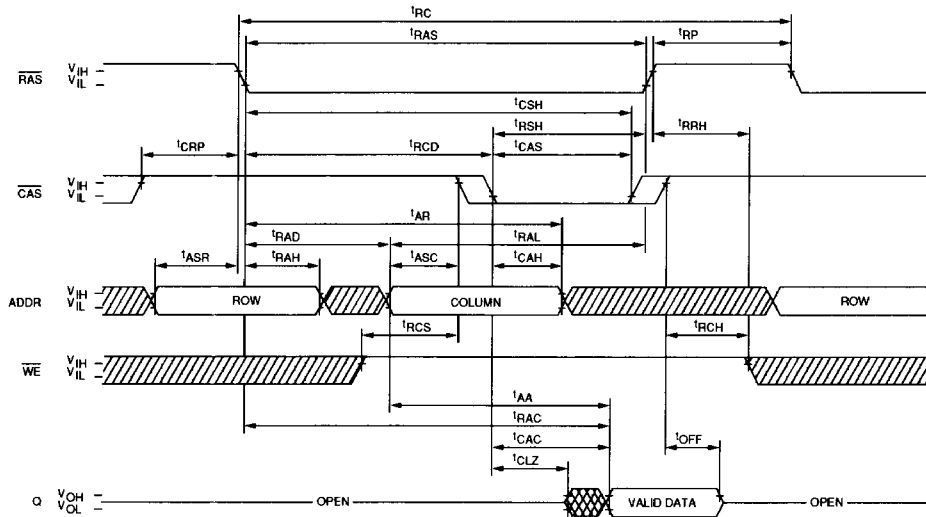 tRC
tRAS
tRP
RAS
VIH
VIL
tCSH
tRSH
tRRH
tCRP
tRCD
tCAS
CAS
VIH
VIL
tAR
tRAD
tRAL
tASR
tRAH
tASC
tCAH
ADDR
VIH
VIL
ROW
COLUMN
ROW
tRCS
tRCH
WE
VIH
VIL
tAA
tRAC
tCAC
tOFF
tCLZ
Q
VOH
VOL
OPEN
VALID DATA
OPEN